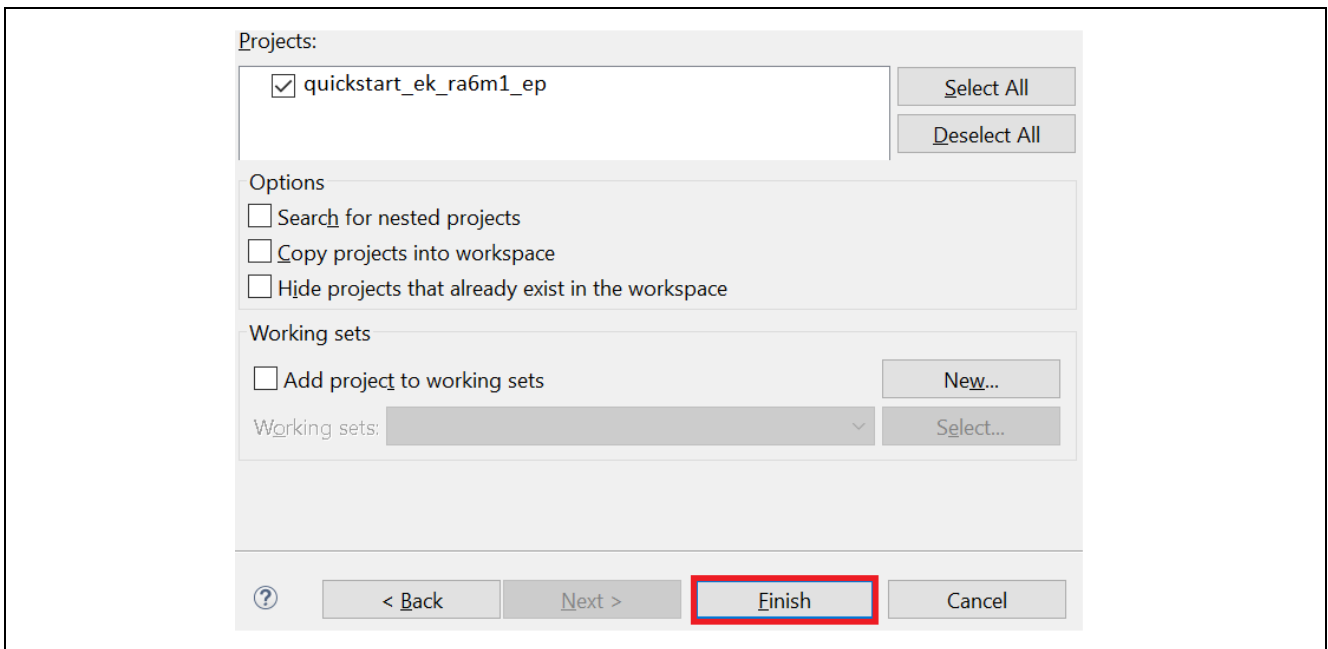 Projects:
quickstart_ek_ra6m1_ep
Select All
Deselect All
Options
Search for nested projects
Copy projects into workspace
Hide projects that already exist in the workspace
Working sets
Add project to working sets
New...
Working sets:
Select...
?
< Back
Next >
Finish
Cancel